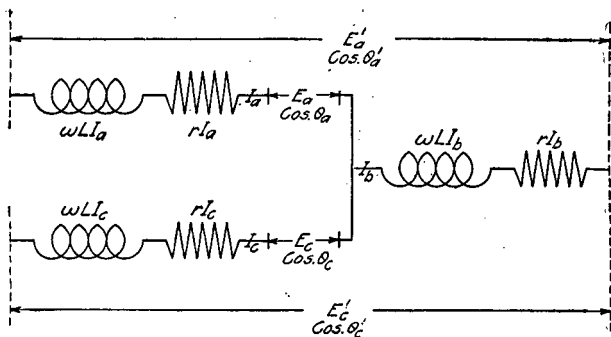 E'a
Cos.θ'a
ωLIa
rIa
Ia
Ea
Cos.θa
Ib
ωLIb
rIb
ωLIc
rIc
Ic
Ec
Cos.θc
E'c
Cos.θ'c